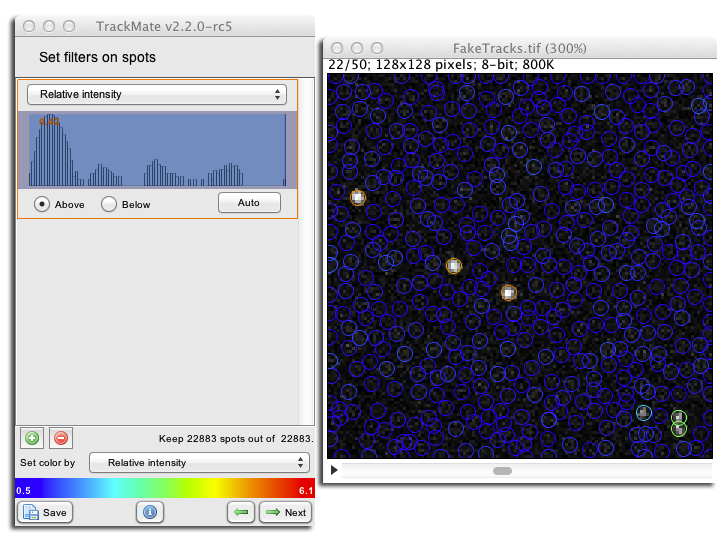 TrackMate v2.2.0-rc5
Set filters on spots
Relative intensity
Above
Below
Auto
Keep 22883 spots out of 22883.
Set color by
Relative intensity
0.5
6.1
Save
Next
FakeTracks.tif (300%)
22/50; 128x128 pixels; 8-bit; 800K